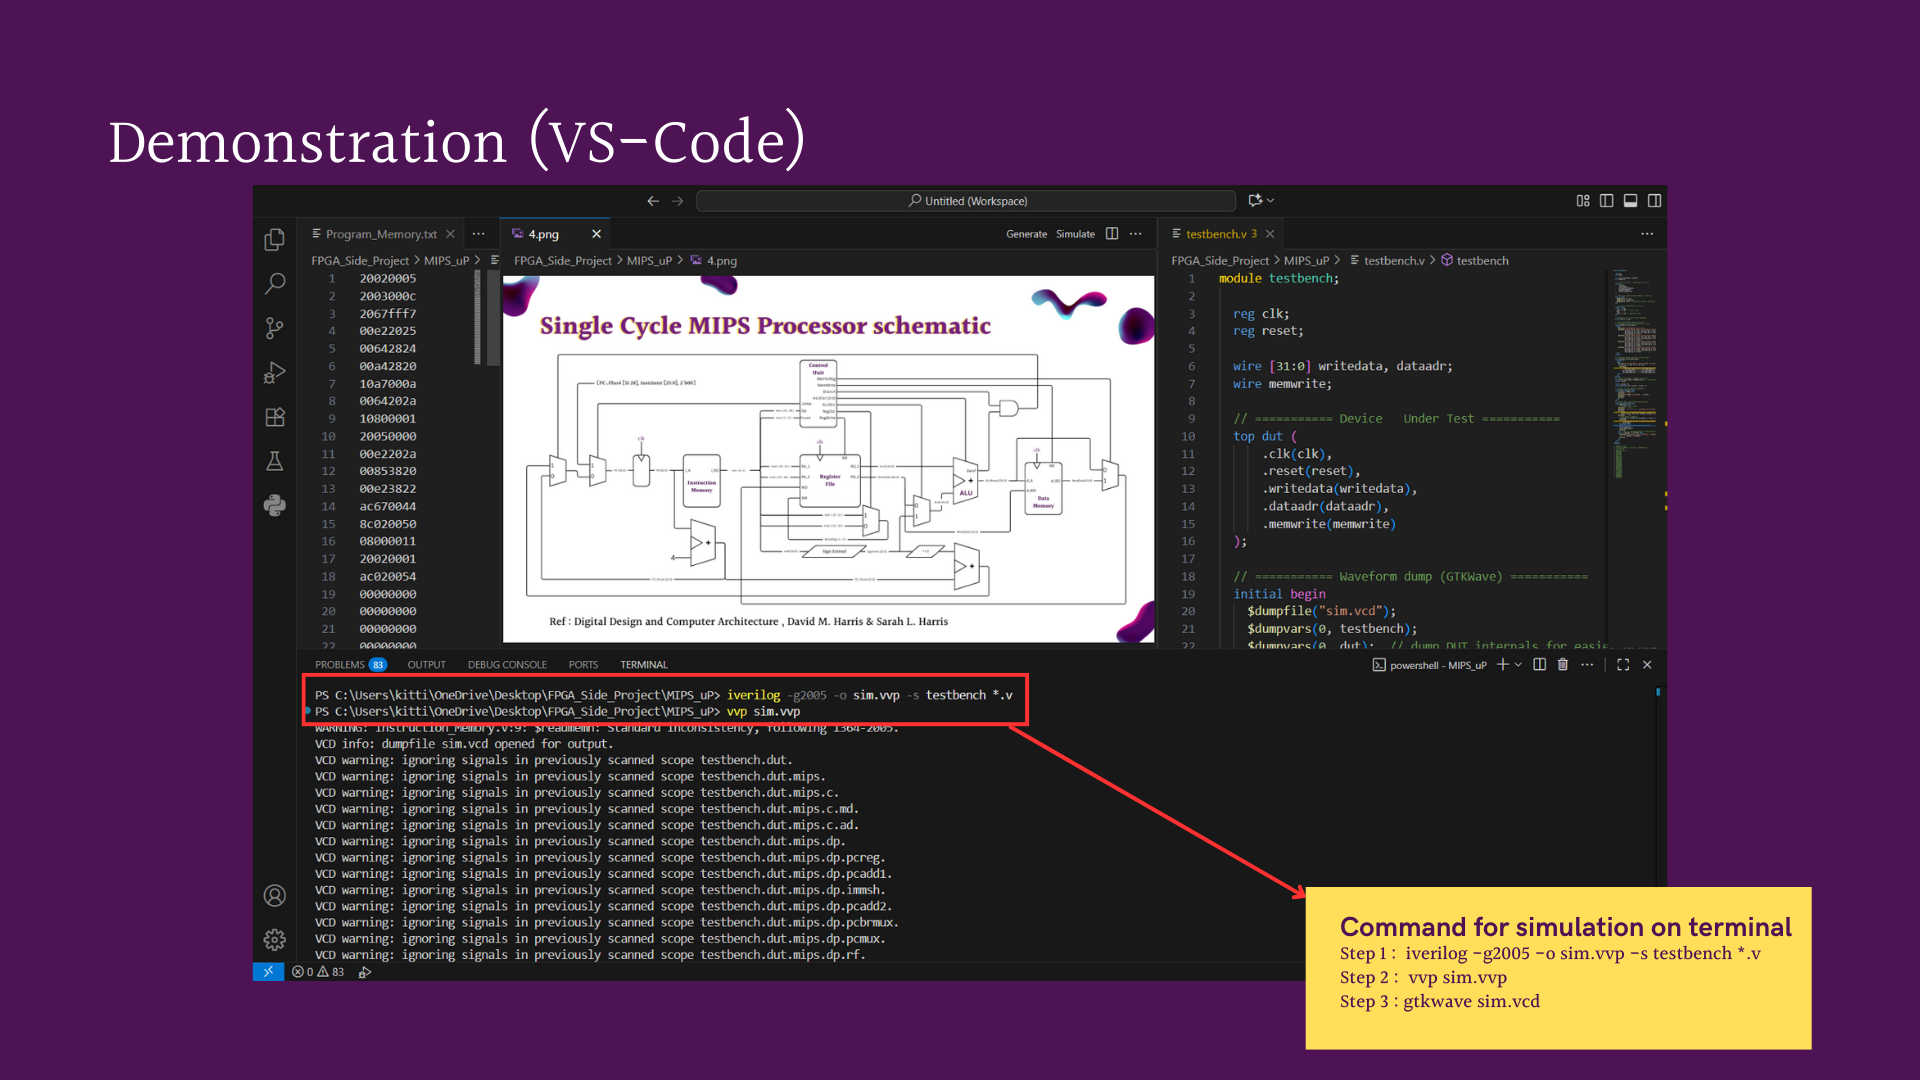 Demonstration (VS-Code)
Untitled (Workspace)
Program_Memory.txt
4.png
Generate Simulate
testbench.v 3
FPGA_Side_Project > MIPS_uP >
FPGA_Side_Project > MIPS_uP > 4.png
FPGA_Side_Project > MIPS_uP > testbench.v > testbench
1 20020005
2 2003000c
3 2067fff7
4 00e22025
5 00642824
6 00a42820
7 10a7000a
8 0064202a
9 10800001
10 20050000
11 00e2202a
12 00853820
13 00e23822
14 ac670044
15 8c020050
16 08000011
17 20020001
18 ac020054
19 00000000
20 00000000
21 00000000
22 00000000
Single Cycle MIPS Processor schematic
Control
Unit
clk
clk
clk
Instruction
Memory
Register
File
ALU
Data
Memory
Sign Extend
4
Ref : Digital Design and Computer Architecture , David M. Harris & Sarah L. Harris
1 module testbench;
2
3 reg clk;
4 reg reset;
5
6 wire [31:0] writedata, dataadr;
7 wire memwrite;
8
9 // =========== Device Under Test ===========
10 top dut (
11 .clk(clk),
12 .reset(reset),
13 .writedata(writedata),
14 .dataadr(dataadr),
15 .memwrite(memwrite)
16 );
17
18 // =========== Waveform dump (GTKWave) ===========
19 initial begin
20 $dumpfile("sim.vcd");
21 $dumpvars(0, testbench);
22 $dumpvars(0, dut); // dump DUT internals for
PROBLEMS 83 OUTPUT DEBUG CONSOLE PORTS TERMINAL
powershell - MIPS_uP
PS C:\Users\kitti\OneDrive\Desktop\FPGA_Side_Project\MIPS_uP> iverilog -g2005 -o sim.vvp -s testbench *.v
PS C:\Users\kitti\OneDrive\Desktop\FPGA_Side_Project\MIPS_uP> vvp sim.vvp
WARNING: Instruction_Memory.v:9: $readmemh: Standard inconsistency, following 1364-2005.
VCD info: dumpfile sim.vcd opened for output.
VCD warning: ignoring signals in previously scanned scope testbench.dut.
VCD warning: ignoring signals in previously scanned scope testbench.dut.mips.
VCD warning: ignoring signals in previously scanned scope testbench.dut.mips.c.
VCD warning: ignoring signals in previously scanned scope testbench.dut.mips.c.md.
VCD warning: ignoring signals in previously scanned scope testbench.dut.mips.c.ad.
VCD warning: ignoring signals in previously scanned scope testbench.dut.mips.dp.
VCD warning: ignoring signals in previously scanned scope testbench.dut.mips.dp.pcreg.
VCD warning: ignoring signals in previously scanned scope testbench.dut.mips.dp.pcadd1.
VCD warning: ignoring signals in previously scanned scope testbench.dut.mips.dp.immsh.
VCD warning: ignoring signals in previously scanned scope testbench.dut.mips.dp.pcadd2.
VCD warning: ignoring signals in previously scanned scope testbench.dut.mips.dp.pcbrmux.
VCD warning: ignoring signals in previously scanned scope testbench.dut.mips.dp.pcmux.
VCD warning: ignoring signals in previously scanned scope testbench.dut.mips.dp.rf.
0 83
Command for simulation on terminal
Step 1 : iverilog -g2005 -o sim.vvp -s testbench *.v
Step 2 : vvp sim.vvp
Step 3 : gtkwave sim.vcd